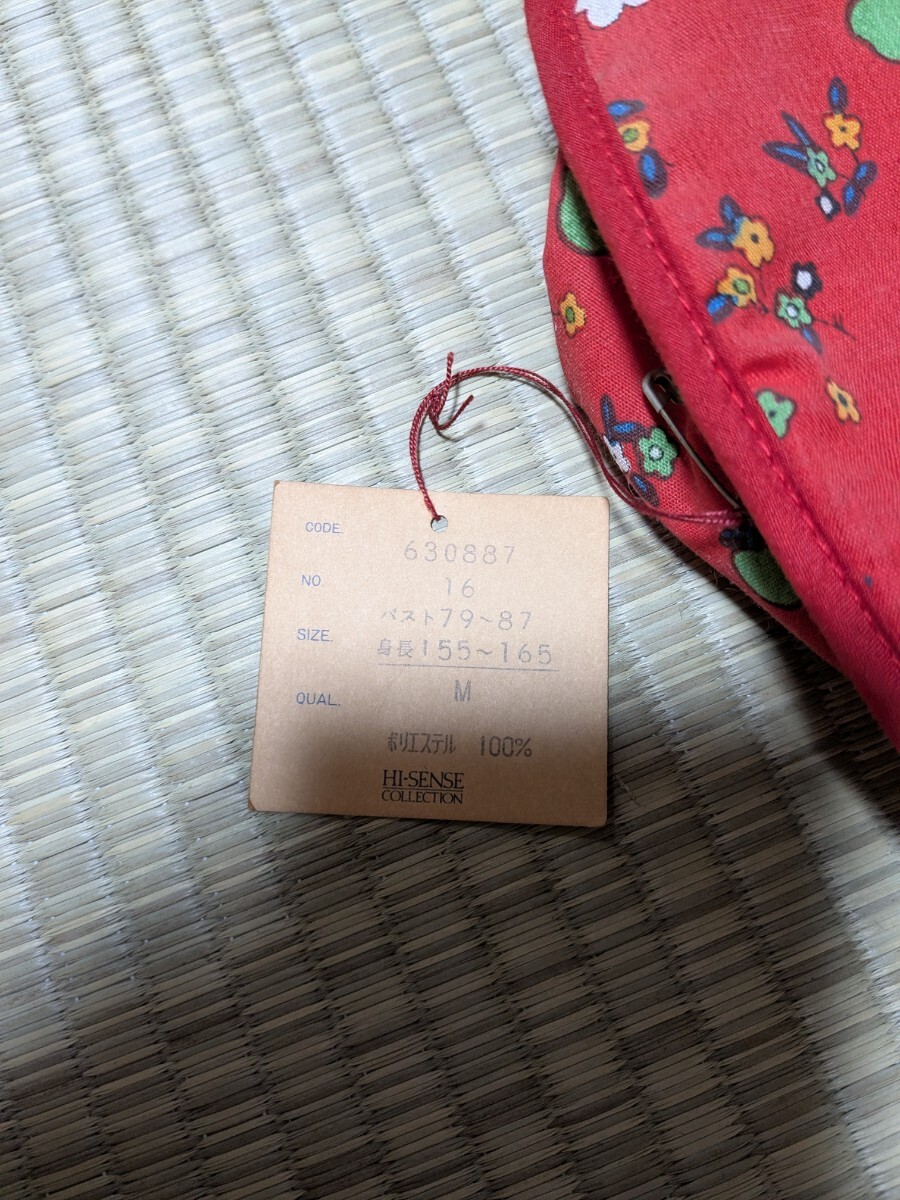 CODE. 630887
NO. 16
バスト79~87
SIZE. 身長155~165
QUAL. M
ポリエステル 100%
HI-SENSE
COLLECTION